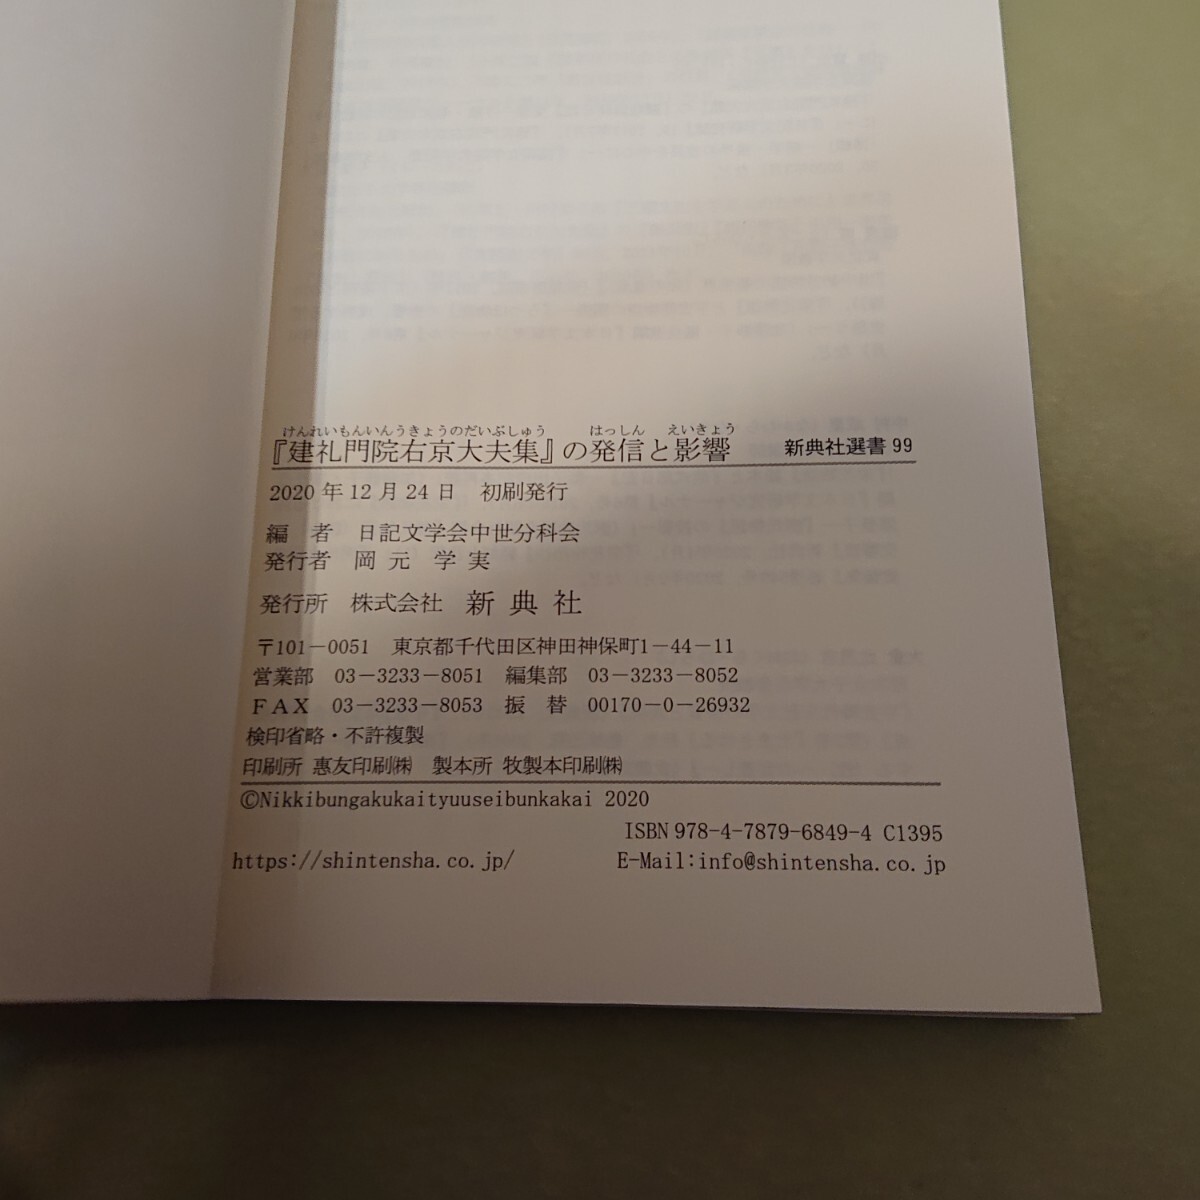 けんれいもんいんうきょうのだいぶしゅう　はっしん　えいきょう
『建礼門院右京大夫集』の発信と影響　新典社選書 99
2020 年 12 月 24 日　初刷発行
編　者　日記文学会中世分科会
発行者　岡 元　学 実
発行所　株式会社　新 典 社
〒101－0051　東京都千代田区神田神保町1－44－11
営業部　03－3233－8051　編集部　03－3233－8052
ＦＡＸ　03－3233－8053　振　替　00170－0－26932
検印省略・不許複製
印刷所 惠友印刷㈱　製本所 牧製本印刷㈱
©Nikkibungakukaityuuseibunkakai 2020
ISBN 978-4-7879-6849-4 C1395
https://shintensha.co.jp/　E-Mail:info@shintensha.co.jp